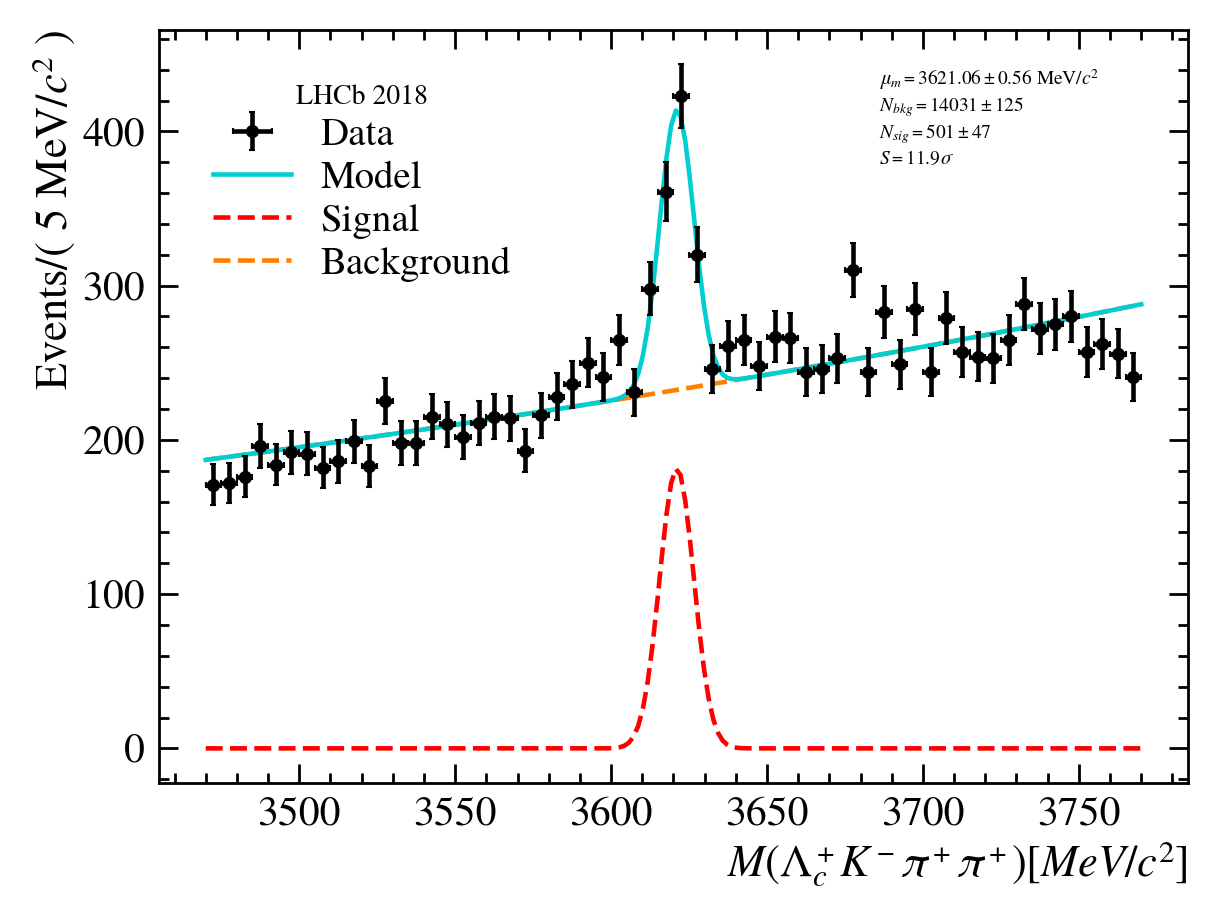 Events/( 5 MeV/c² )
400
300
200
100
0
LHCb 2018
Data
Model
Signal
Background
μₘ = 3621.06 ± 0.56 MeV/c²
N_bkg = 14031 ± 125
N_sig = 501 ± 47
S = 11.9σ
3500 3550 3600 3650 3700 3750
M(Λ_c⁺K⁻π⁺π⁺)[MeV/c²]